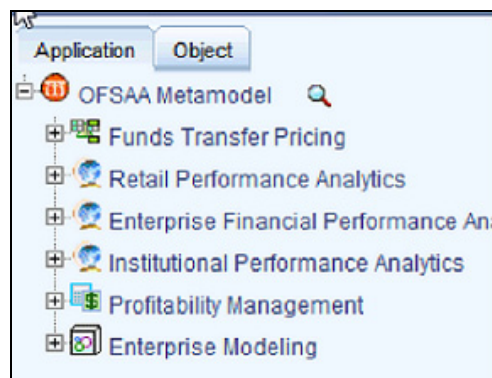 Application Object
OFSAA Metamodel
Funds Transfer Pricing
Retail Performance Analytics
Enterprise Financial Performance
Institutional Performance Analytics
Profitability Management
Enterprise Modeling